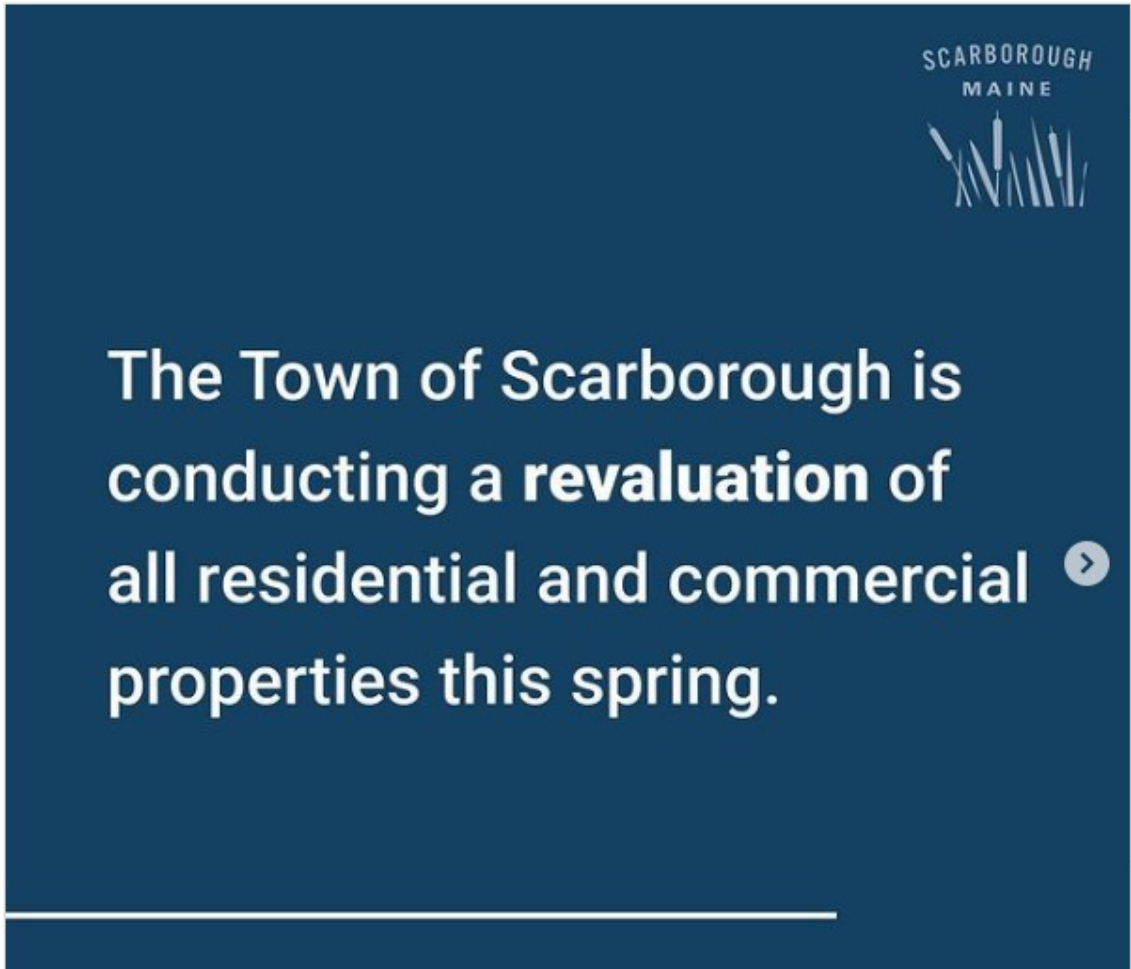 SCARBOROUGH
MAINE
The Town of Scarborough is
conducting a revaluation of
all residential and commercial
properties this spring.